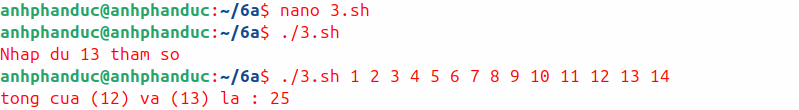 anhphanduc@anhphanduc:~/6a$ nano 3.sh
anhphanduc@anhphanduc:~/6a$ ./3.sh
Nhap du 13 tham so
anhphanduc@anhphanduc:~/6a$ ./3.sh 1 2 3 4 5 6 7 8 9 10 11 12 13 14
tong cua (12) va (13) la : 25